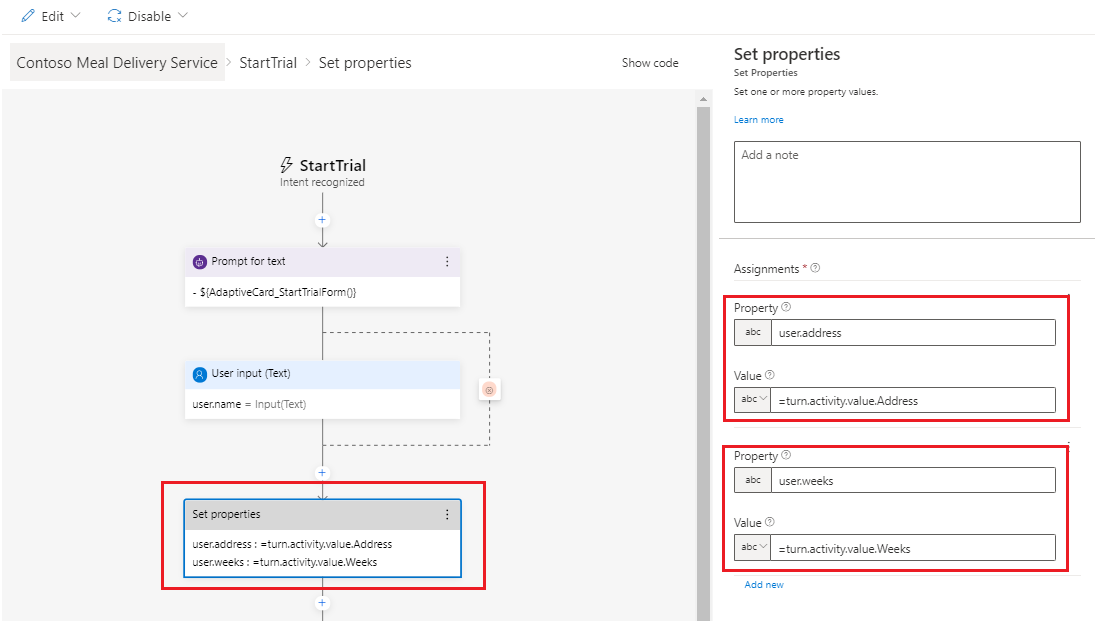 Edit
Disable
Contoso Meal Delivery Service > StartTrial > Set properties
Show code
StartTrial
Intent recognized
Prompt for text
- ${AdaptiveCard_StartTrialForm()}
User input (Text)
user.name = Input(Text)
Set properties
user.address : =turn.activity.value.Address
user.weeks : =turn.activity.value.Weeks
Set properties
Set Properties
Set one or more property values.
Learn more
Add a note
Assignments *
Property
abc user.address
Value
abc =turn.activity.value.Address
Property
abc user.weeks
Value
abc =turn.activity.value.Weeks
Add new